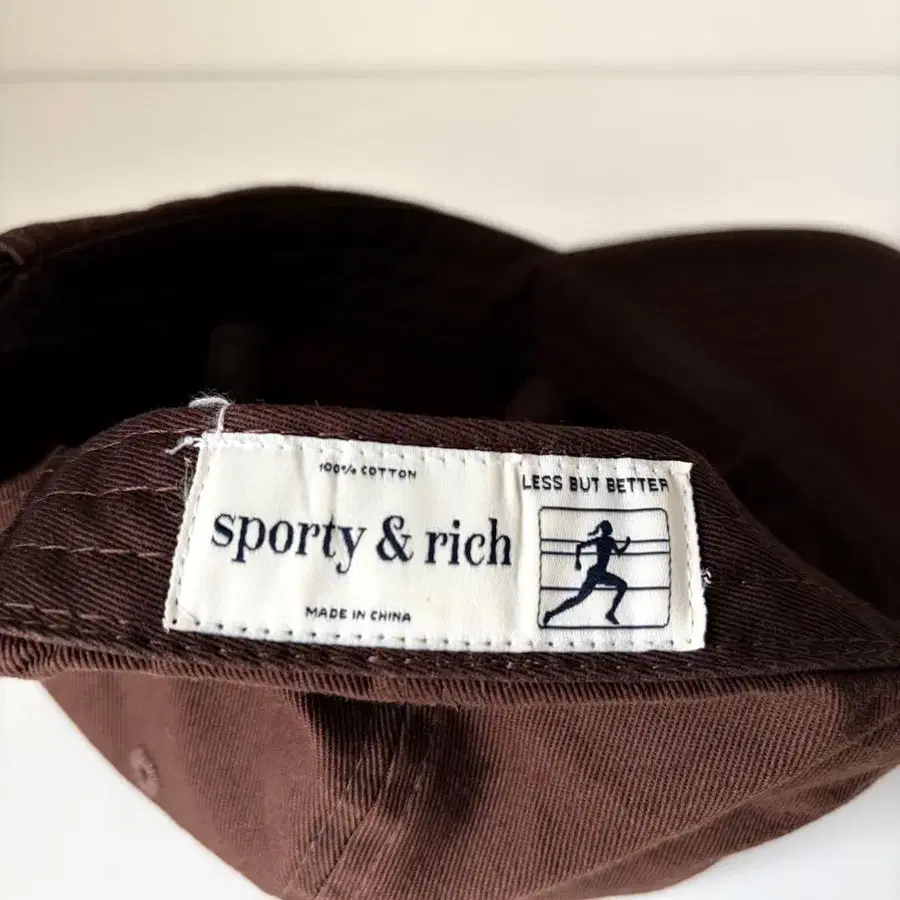 100% COTTON
sporty & rich
MADE IN CHINA
LESS BUT BETTER